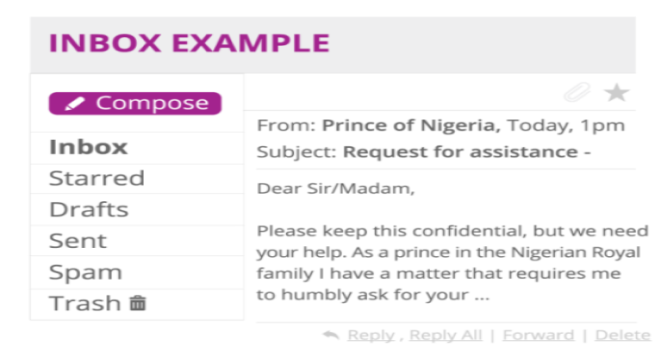 INBOX EXAMPLE
Compose
Inbox
Starred
Drafts
Sent
Spam
Trash
From: Prince of Nigeria, Today, 1pm
Subject: Request for assistance -
Dear Sir/Madam,
Please keep this confidential, but we need
your help. As a prince in the Nigerian Royal
family I have a matter that requires me
to humbly ask for your ...
Reply , Reply All | Forward | Delete